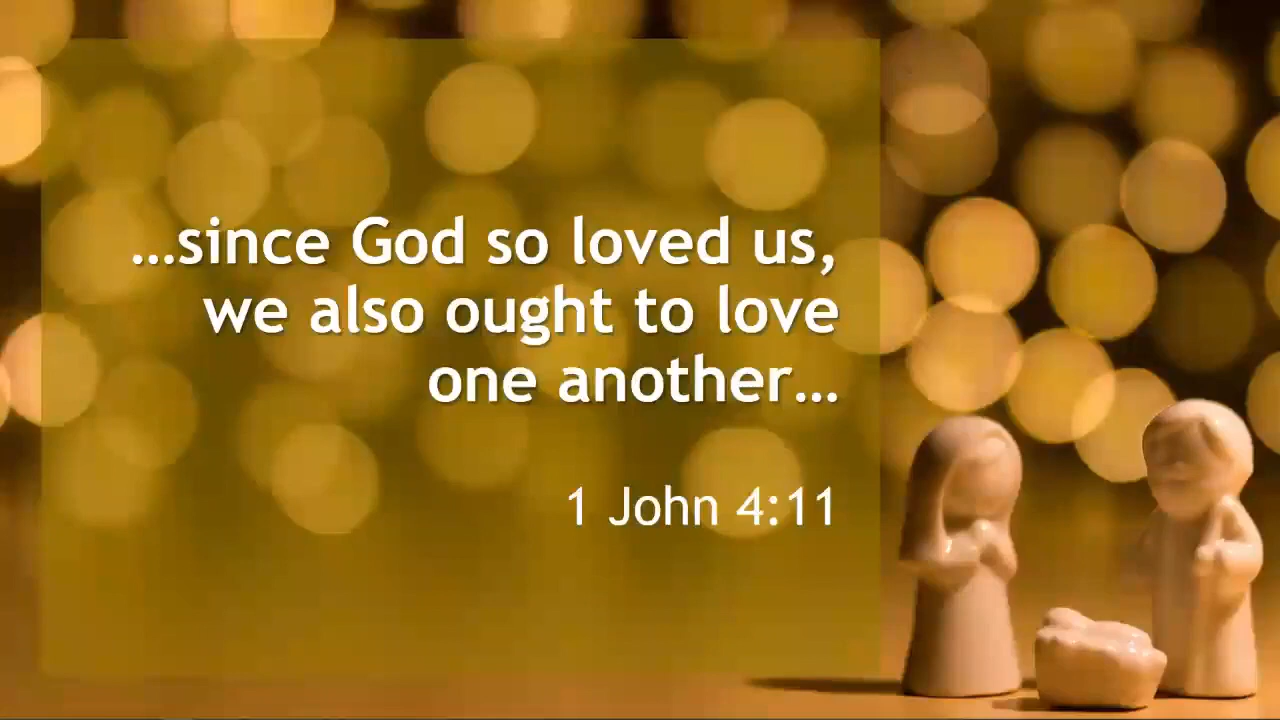 …since God so loved us,
we also ought to love
one another…
1 John 4:11